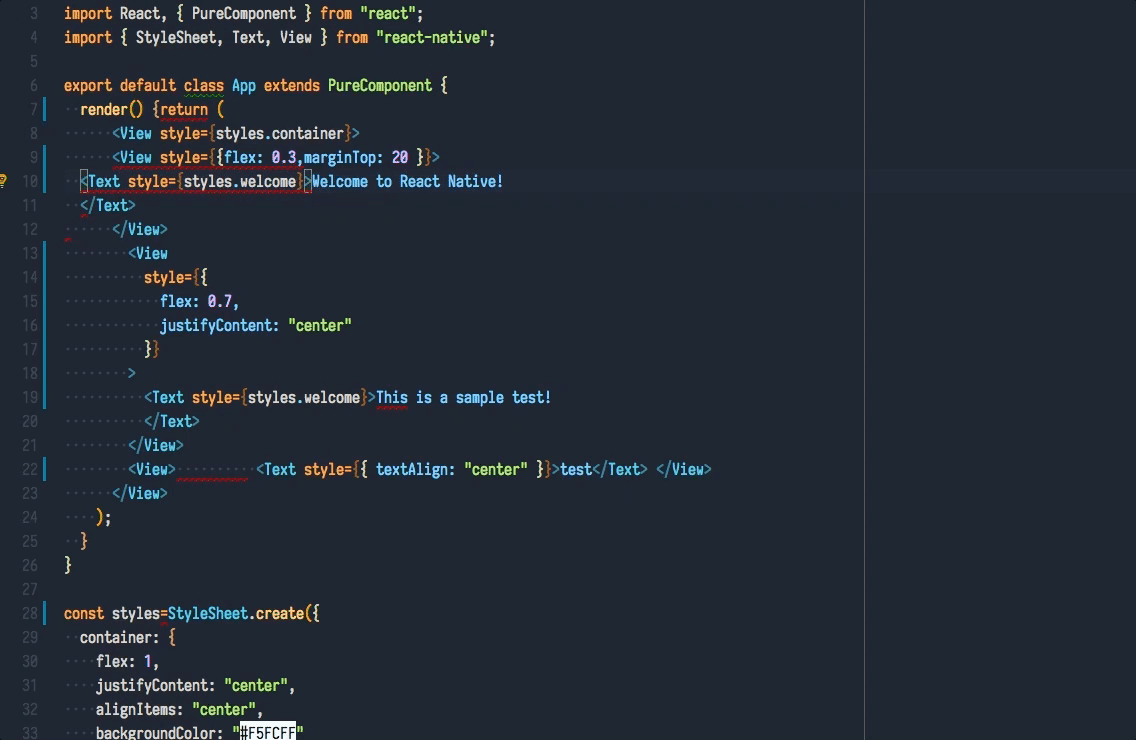 3 import React, { PureComponent } from "react";
4 import { StyleSheet, Text, View } from "react-native";
5
6 export default class App extends PureComponent {
7   render() {return (
8       <View style={styles.container}>
9       <View style={{flex: 0.3,marginTop: 20 }}>
10   <Text style={styles.welcome}>Welcome to React Native!
11   </Text>
12       </View>
13         <View
14           style={{
15             flex: 0.7,
16             justifyContent: "center"
17           }}
18         >
19           <Text style={styles.welcome}>This is a sample test!
20           </Text>
21         </View>
22         <View>          <Text style={{ textAlign: "center" }}>test</Text> </View>
23       </View>
24     );
25   }
26 }
27
28 const styles=StyleSheet.create({
29   container: {
30     flex: 1,
31     justifyContent: "center",
32     alignItems: "center",
33     backgroundColor: "#F5FCFF"